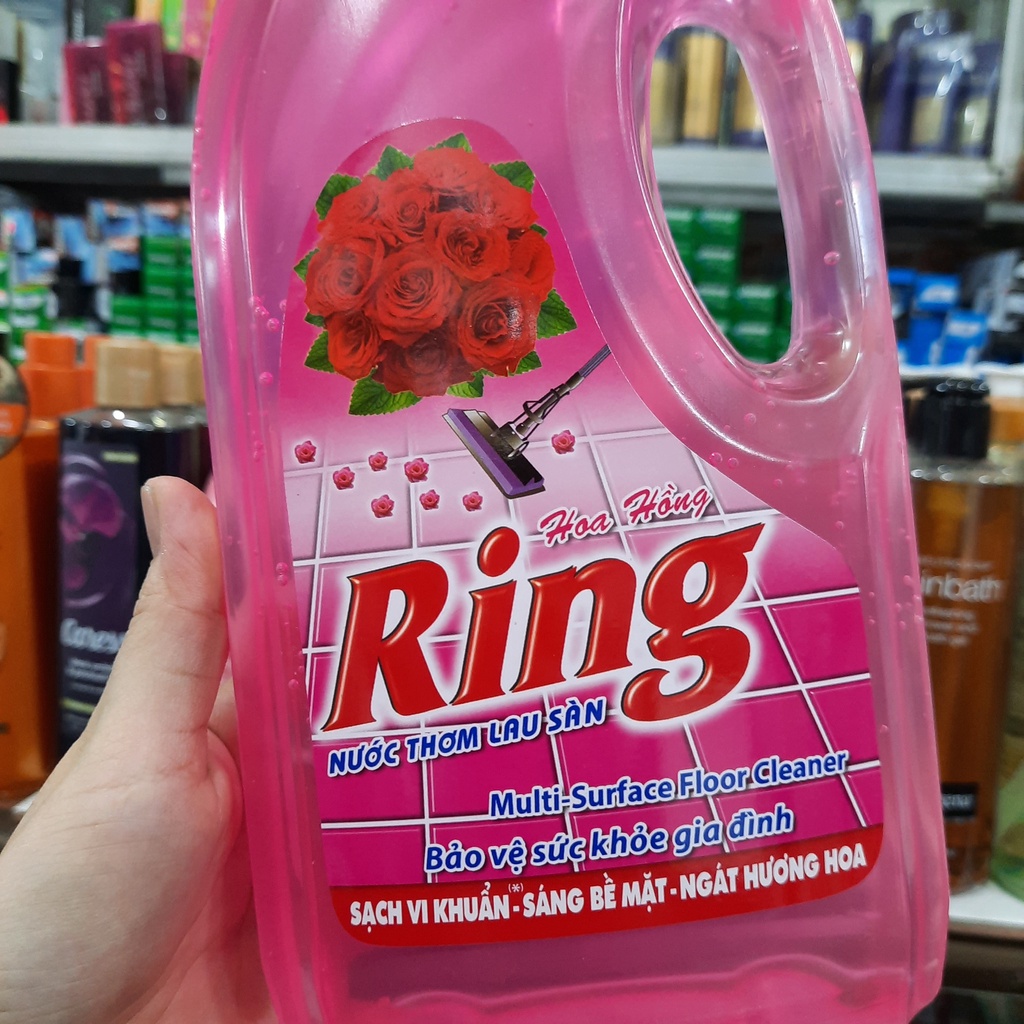 Hoa Hồng
Ring
NƯỚC THƠM LAU SÀN
Multi-Surface Floor Cleaner
Bảo vệ sức khỏe gia đình
SẠCH VI KHUẨN(*)-SÁNG BỀ MẶT-NGÁT HƯƠNG HOA